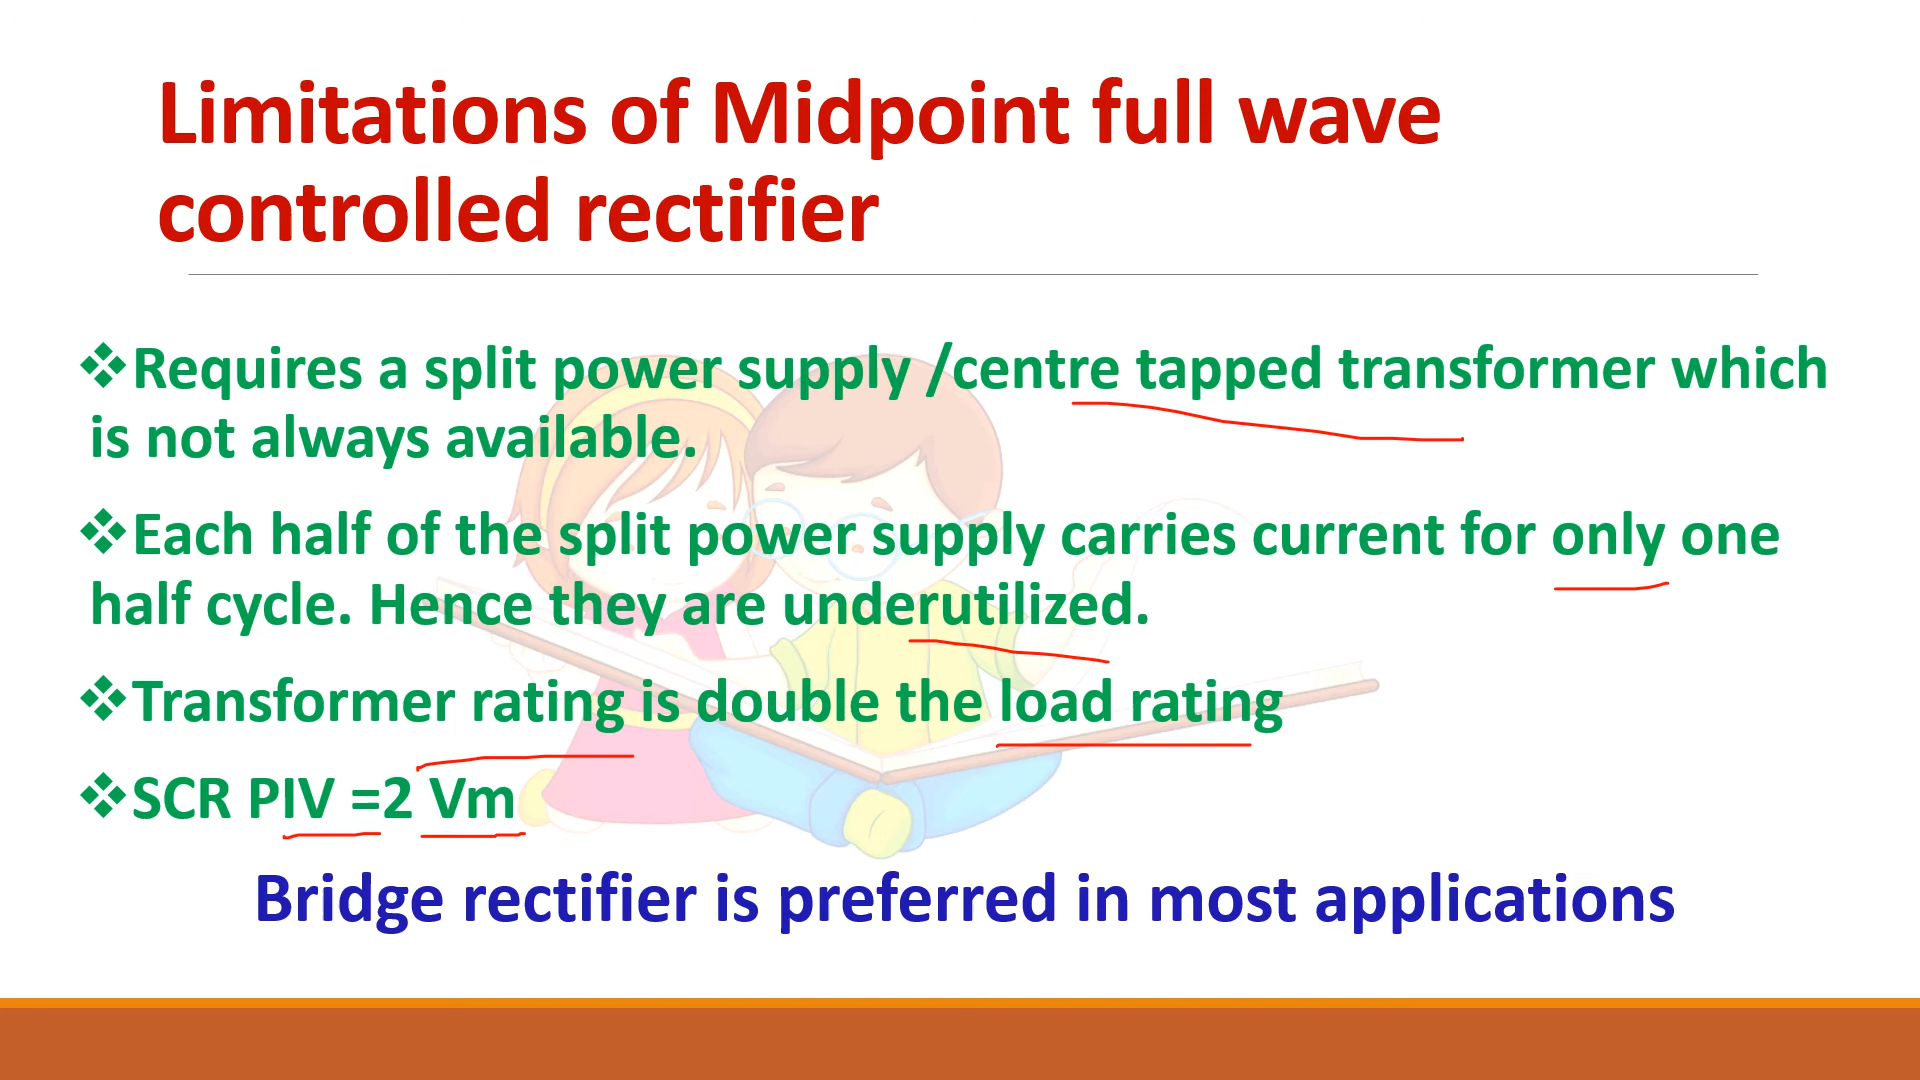 Limitations of Midpoint full wave
controlled rectifier
❖Requires a split power supply /centre tapped transformer which
is not always available.
❖Each half of the split power supply carries current for only one
half cycle. Hence they are underutilized.
❖Transformer rating is double the load rating
❖SCR PIV =2 Vm
Bridge rectifier is preferred in most applications